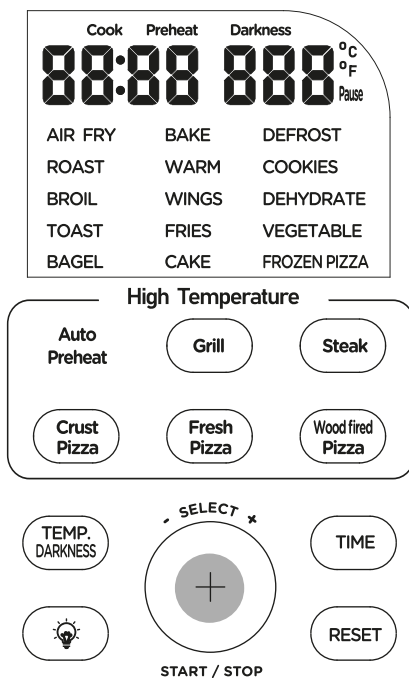 Cook Preheat Darkness
88:88 888 °C
°F
Pause
AIR FRY BAKE DEFROST
ROAST WARM COOKIES
BROIL WINGS DEHYDRATE
TOAST FRIES VEGETABLE
BAGEL CAKE FROZEN PIZZA
High Temperature
Auto
Preheat
Grill
Steak
Crust
Pizza
Fresh
Pizza
Wood fired
Pizza
- SELECT +
TEMP.
DARKNESS
TIME
RESET
START / STOP